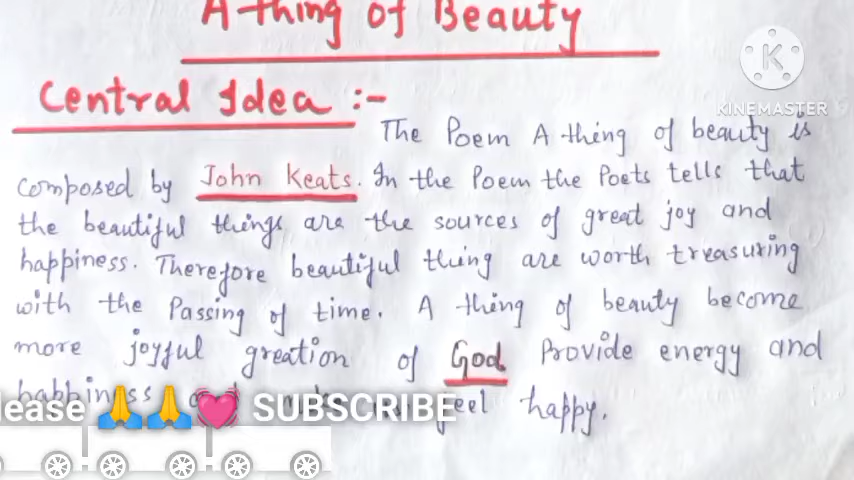 A thing of Beauty
KINEMASTER
Central Idea :-
The Poem A thing of beauty is
composed by John Keats. In the Poem the Poets tells that
the beautiful things are the sources of great joy and
happiness. Therefore beautiful thing are worth treasuring
with the Passing of time. A thing of beauty become
more joyful greation of God Provide energy and
happiness feel happy.
lease 🙏🙏💓 SUBSCRIBE